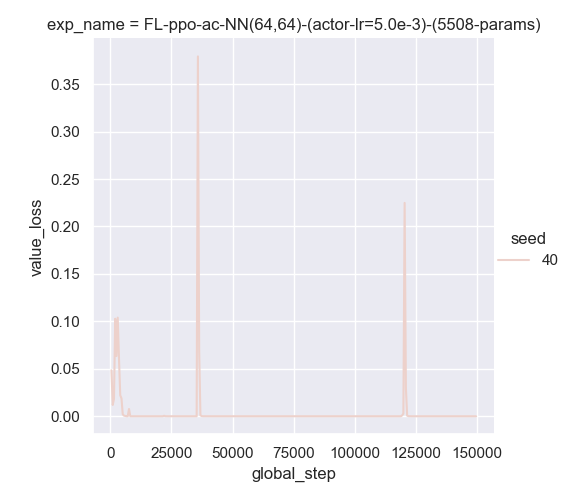 exp_name = FL-ppo-ac-NN(64,64)-(actor-lr=5.0e-3)-(5508-params)
0.35
0.30
0.25
0.20
0.15
0.10
0.05
0.00
value_loss
seed
40
0 25000 50000 75000 100000 125000 150000
global_step